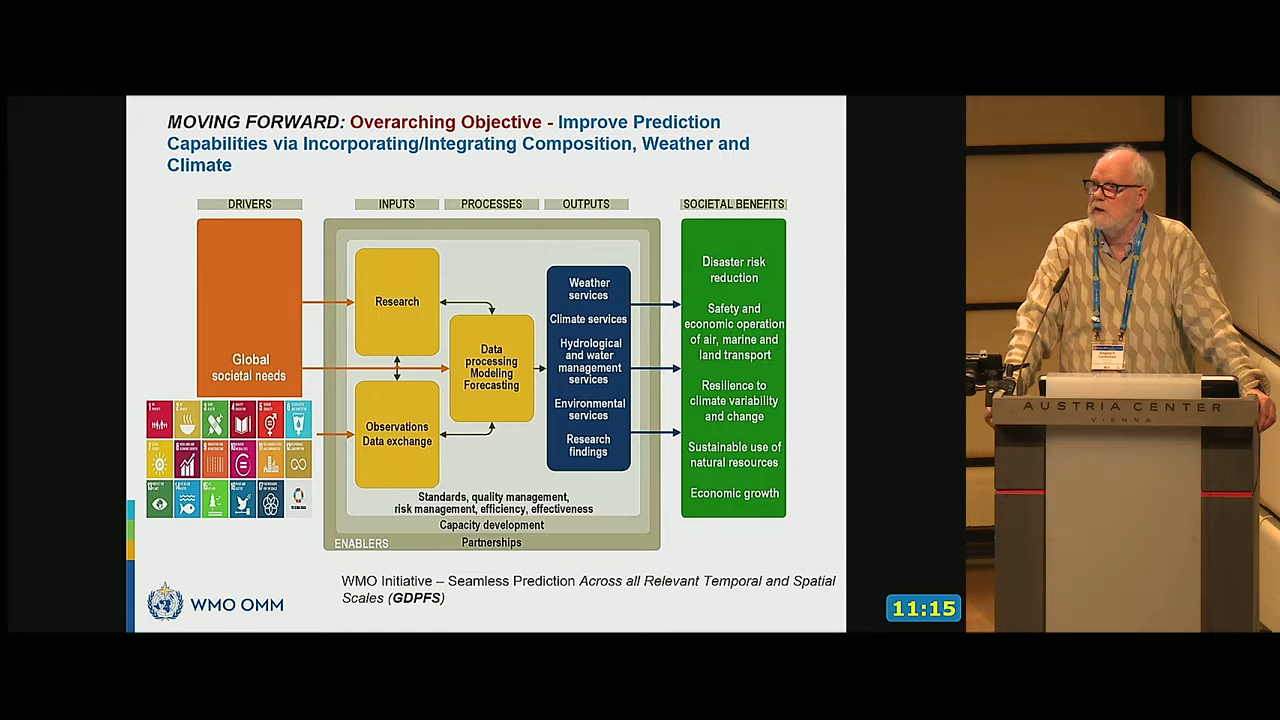 MOVING FORWARD: Overarching Objective - Improve Prediction
Capabilities via Incorporating/Integrating Composition, Weather and
Climate
DRIVERS
INPUTS
PROCESSES
OUTPUTS
SOCIETAL BENEFITS
Global
societal needs
Research
Observations
Data exchange
Data
processing
Modeling
Forecasting
Weather
services
Climate services
Hydrological
and water
management
services
Environmental
services
Research
findings
Disaster risk
reduction
Safety and
economic operation
of air, marine and
land transport
Resilience to
climate variability
and change
Sustainable use of
natural resources
Economic growth
Standards, quality management,
risk management, efficiency, effectiveness
Capacity development
ENABLERS
Partnerships
WMO Initiative – Seamless Prediction Across all Relevant Temporal and Spatial
Scales (GDPFS)
WMO OMM
11:15
AUSTRIA CENTER
VIENNA